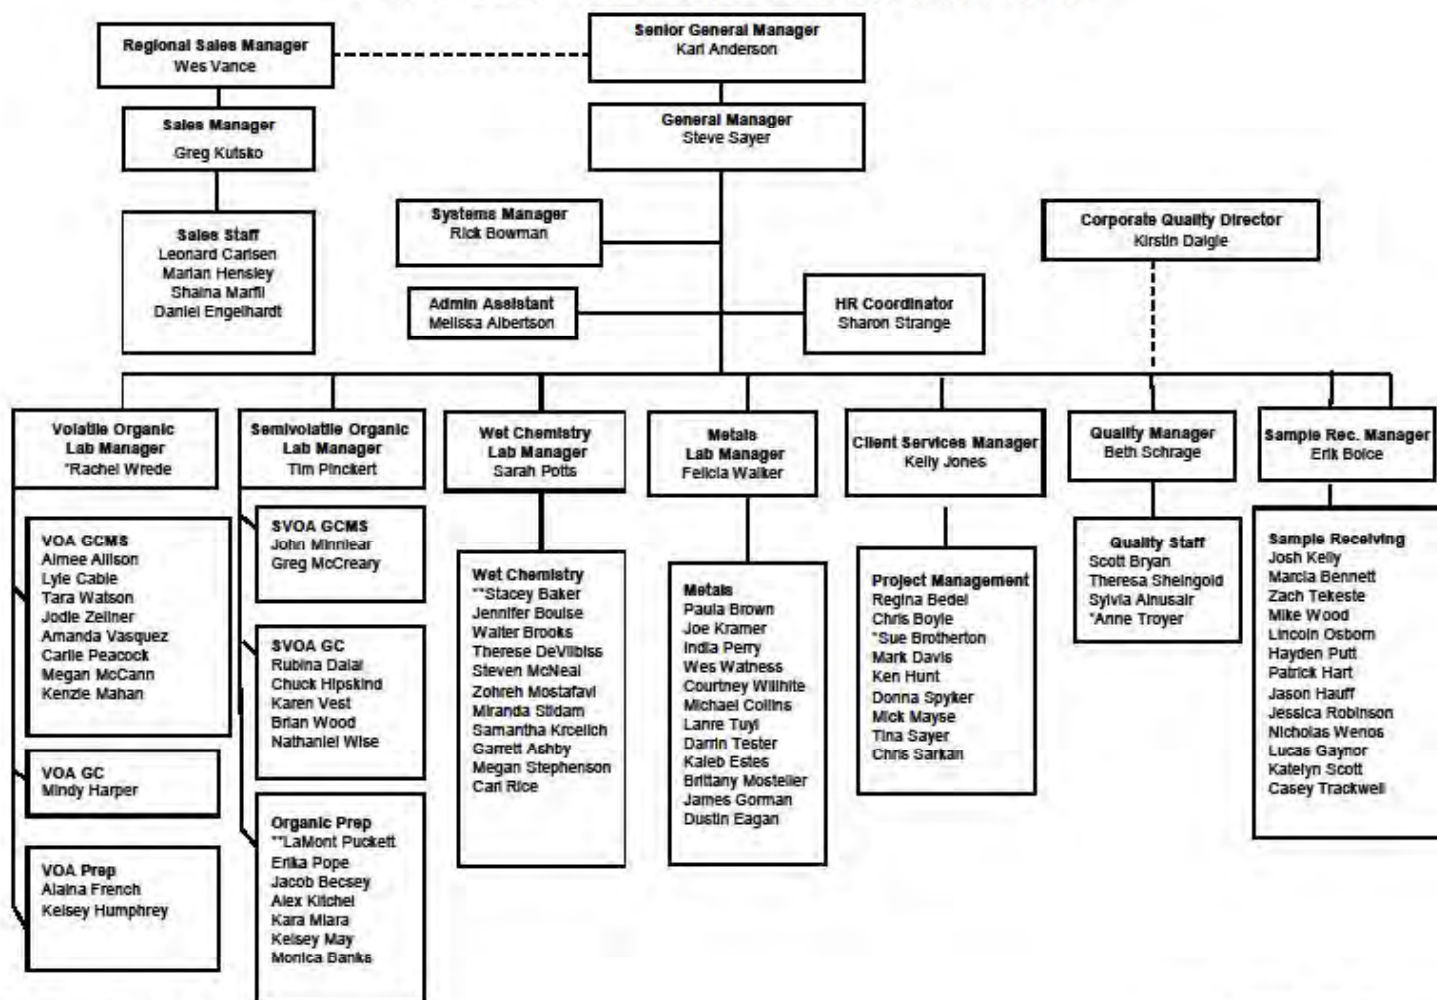 Regional Sales Manager
Wes Vance
Senior General Manager
Karl Anderson
Sales Manager
Greg Kutsko
General Manager
Steve Sayer
Sales Staff
Leonard Carlsen
Marian Hensley
Shaina Marfil
Daniel Engelhardt
Systems Manager
Rick Bowman
Corporate Quality Director
Kirstin Daigle
Admin Assistant
Melissa Albertson
HR Coordinator
Sharon Strange
Volatile Organic
Lab Manager
*Rachel Wrede
Semivolatile Organic
Lab Manager
Tim Pinckert
Wet Chemistry
Lab Manager
Sarah Potts
Metals
Lab Manager
Felicia Walker
Client Services Manager
Kelly Jones
Quality Manager
Beth Schrage
Sample Rec. Manager
Erik Boice
VOA GCMS
Aimee Allison
Lyle Cable
Tara Watson
Jodie Zellner
Amanda Vasquez
Carlie Peacock
Megan McCann
Kenzie Mahan
VOA GC
Mindy Harper
VOA Prep
Alaina French
Kelsey Humphrey
SVOA GCMS
John Minniear
Greg McCreary
SVOA GC
Rubina Dalal
Chuck Hipskind
Karen Vest
Brian Wood
Nathaniel Wise
Organic Prep
**LaMont Puckett
Erika Pope
Jacob Becsey
Alex Kitchel
Kara Miara
Kelsey May
Monica Banks
Wet Chemistry
**Stacey Baker
Jennifer Bouise
Walter Brooks
Therese DeVilbiss
Steven McNeal
Zohreh Mostafavi
Miranda Stidam
Samantha Krcelich
Garrett Ashby
Megan Stephenson
Carl Rice
Metals
Paula Brown
Joe Kramer
India Perry
Wes Watness
Courtney Willhite
Michael Collins
Lanre Tuyi
Darrin Tester
Kaleb Estes
Brittany Mosteller
James Gorman
Dustin Eagan
Project Management
Regina Bedel
Chris Boyle
*Sue Brotherton
Mark Davis
Ken Hunt
Donna Spyker
Mick Mayse
Tina Sayer
Chris Sarkan
Quality Staff
Scott Bryan
Theresa Sheingold
Sylvia Alnusair
*Anne Troyer
Sample Receiving
Josh Kelly
Marcia Bennett
Zach Tekeste
Mike Wood
Lincoln Osborn
Hayden Putt
Patrick Hart
Jason Hauff
Jessica Robinson
Nicholas Wenos
Lucas Gaynor
Katelyn Scott
Casey Trackwell